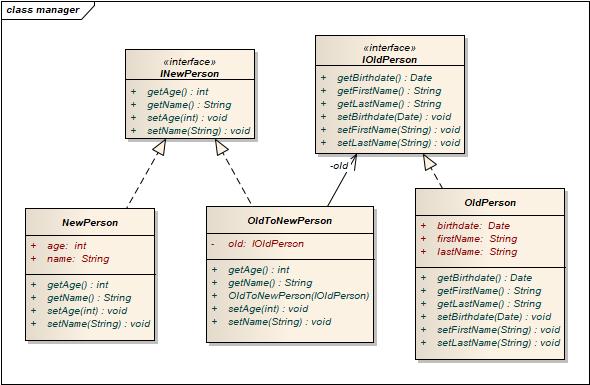 class manager
«interface»
INewPerson
+ getAge() : int
+ getName() : String
+ setAge(int) : void
+ setName(String) : void
«interface»
IOldPerson
+ getBirthdate() : Date
+ getFirstName() : String
+ getLastName() : String
+ setBirthdate(Date) : void
+ setFirstName(String) : void
+ setLastName(String) : void
-old
NewPerson
+ age: int
+ name: String
+ getAge() : int
+ getName() : String
+ setAge(int) : void
+ setName(String) : void
OldToNewPerson
- old: IOldPerson
+ getAge() : int
+ getName() : String
+ OldToNewPerson(IOldPerson)
+ setAge(int) : void
+ setName(String) : void
OldPerson
+ birthdate: Date
+ firstName: String
+ lastName: String
+ getBirthdate() : Date
+ getFirstName() : String
+ getLastName() : String
+ setBirthdate(Date) : void
+ setFirstName(String) : void
+ setLastName(String) : void